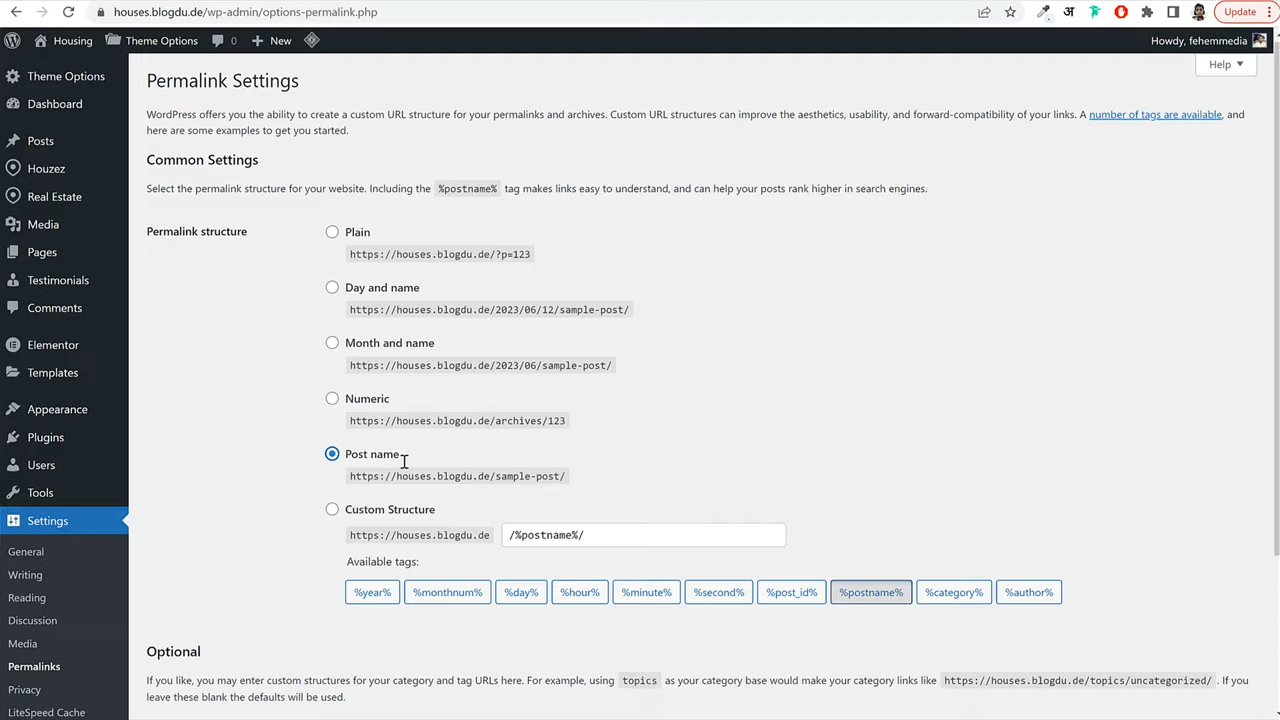 houses.blogdu.de/wp-admin/options-permalink.php
अ
Update
Housing
Theme Options
0
New
Howdy, fehemmedia
Help
Theme Options
Dashboard
Posts
Houzez
Real Estate
Media
Pages
Testimonials
Comments
Elementor
Templates
Appearance
Plugins
Users
Tools
Settings
General
Writing
Reading
Discussion
Media
Permalinks
Privacy
LiteSpeed Cache
Permalink Settings
WordPress offers you the ability to create a custom URL structure for your permalinks and archives. Custom URL structures can improve the aesthetics, usability, and forward-compatibility of your links. A number of tags are available, and
here are some examples to get you started.
Common Settings
Select the permalink structure for your website. Including the %postname% tag makes links easy to understand, and can help your posts rank higher in search engines.
Permalink structure
Plain
https://houses.blogdu.de/?p=123
Day and name
https://houses.blogdu.de/2023/06/12/sample-post/
Month and name
https://houses.blogdu.de/2023/06/sample-post/
Numeric
https://houses.blogdu.de/archives/123
Post name
https://houses.blogdu.de/sample-post/
Custom Structure
https://houses.blogdu.de /%postname%/
Available tags:
%year% %monthnum% %day% %hour% %minute% %second% %post_id% %postname% %category% %author%
Optional
If you like, you may enter custom structures for your category and tag URLs here. For example, using topics as your category base would make your category links like https://houses.blogdu.de/topics/uncategorized/ . If you
leave these blank the defaults will be used.